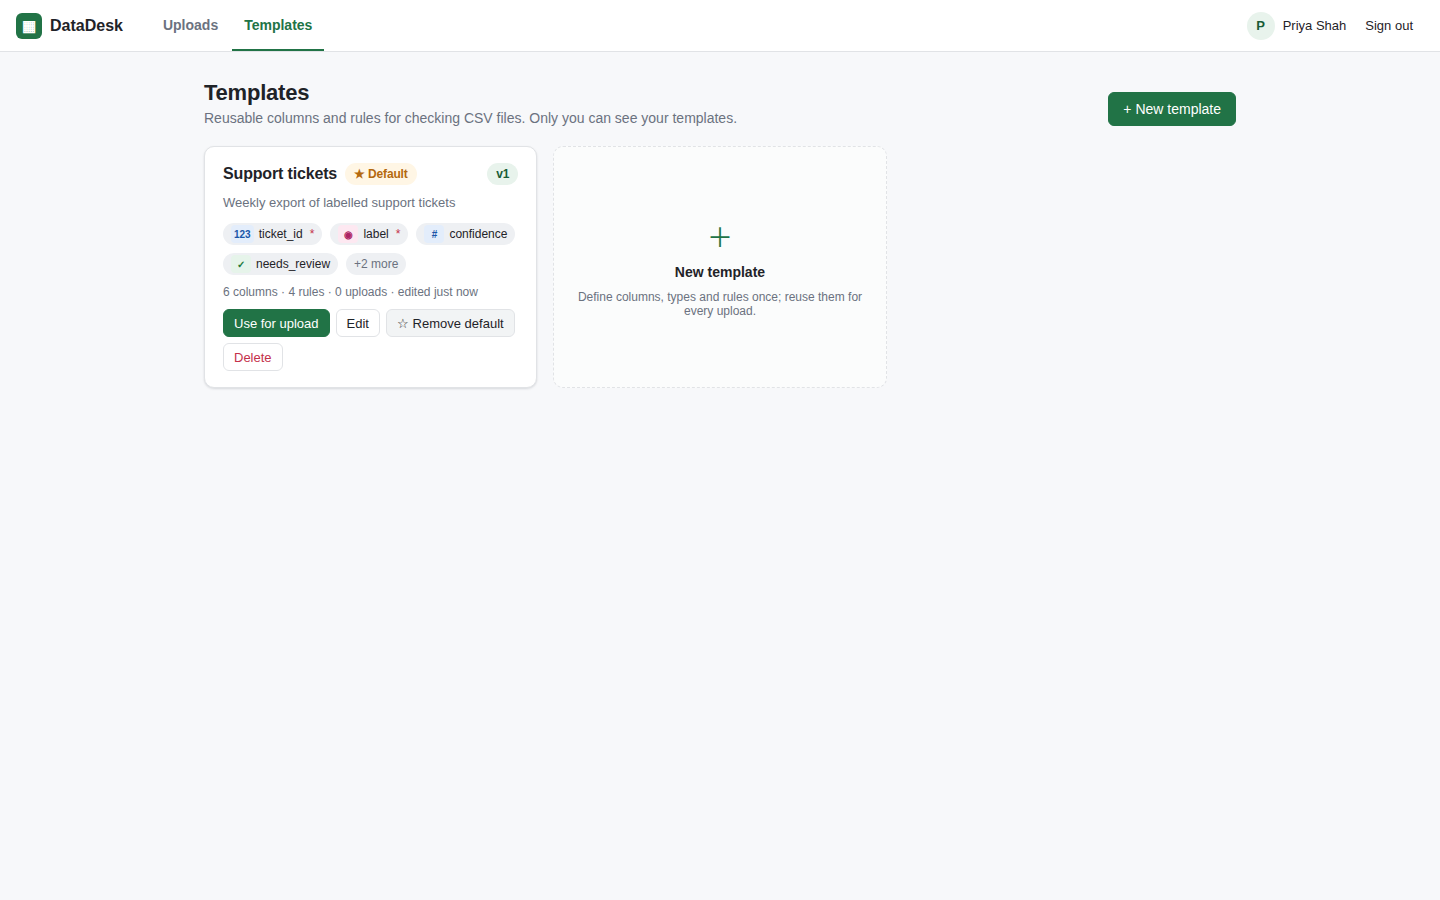 DataDesk
Uploads
Templates
P
Priya Shah
Sign out
Templates
Reusable columns and rules for checking CSV files. Only you can see your templates.
+ New template
Support tickets
★ Default
v1
Weekly export of labelled support tickets
123 ticket_id *
◉ label *
# confidence
✓ needs_review
+2 more
6 columns · 4 rules · 0 uploads · edited just now
Use for upload
Edit
☆ Remove default
Delete
+
New template
Define columns, types and rules once; reuse them for
every upload.